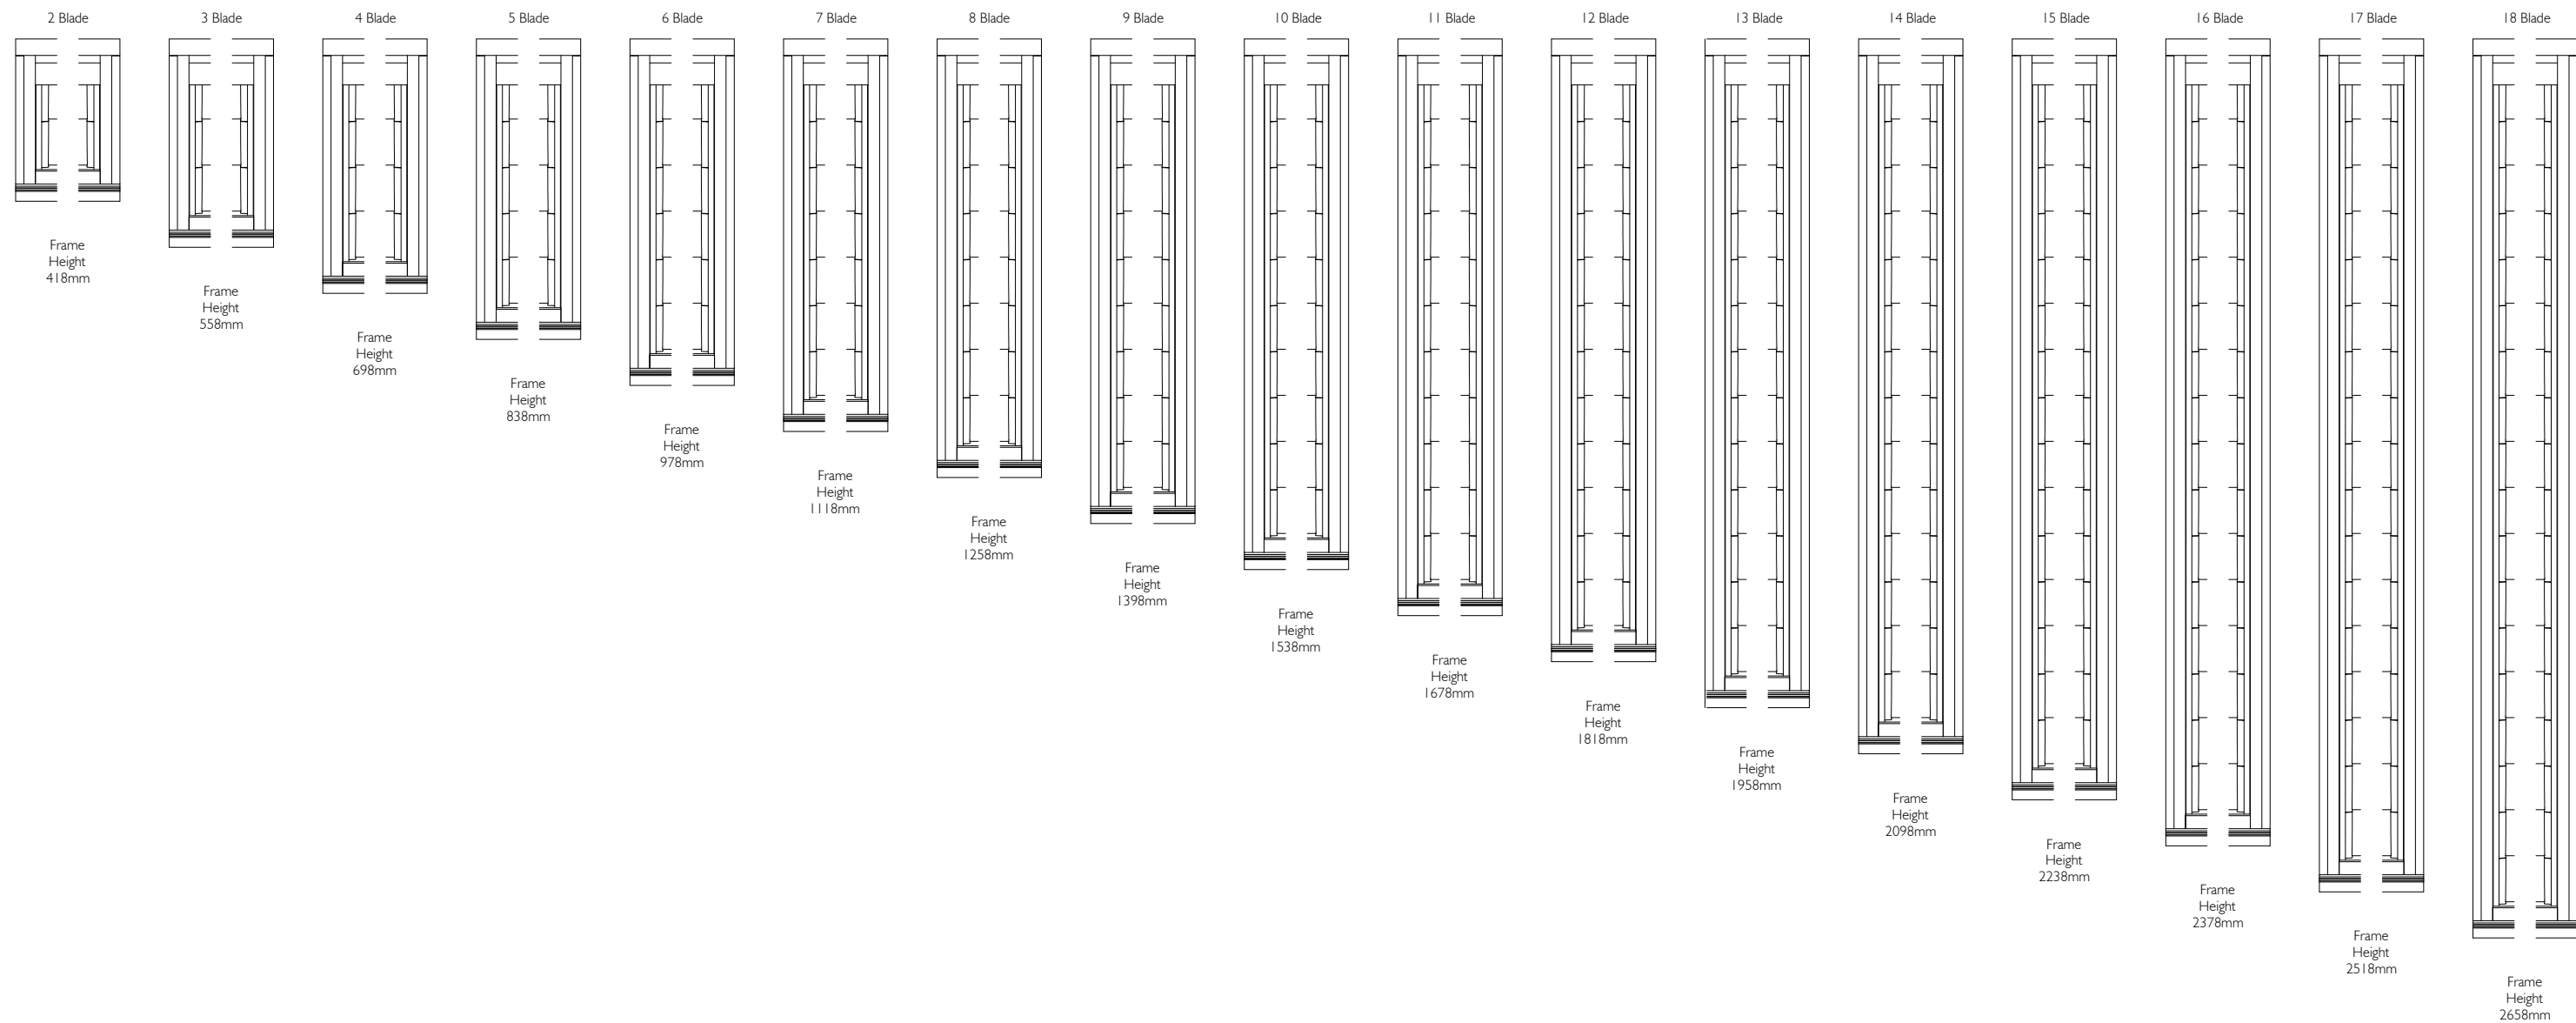 2 Blade
3 Blade
4 Blade
5 Blade
6 Blade
7 Blade
8 Blade
9 Blade
10 Blade
11 Blade
12 Blade
13 Blade
14 Blade
15 Blade
16 Blade
17 Blade
18 Blade
Frame
Height
418mm
Frame
Height
558mm
Frame
Height
698mm
Frame
Height
838mm
Frame
Height
978mm
Frame
Height
1118mm
Frame
Height
1258mm
Frame
Height
1398mm
Frame
Height
1538mm
Frame
Height
1678mm
Frame
Height
1818mm
Frame
Height
1958mm
Frame
Height
2098mm
Frame
Height
2238mm
Frame
Height
2378mm
Frame
Height
2518mm
Frame
Height
2658mm